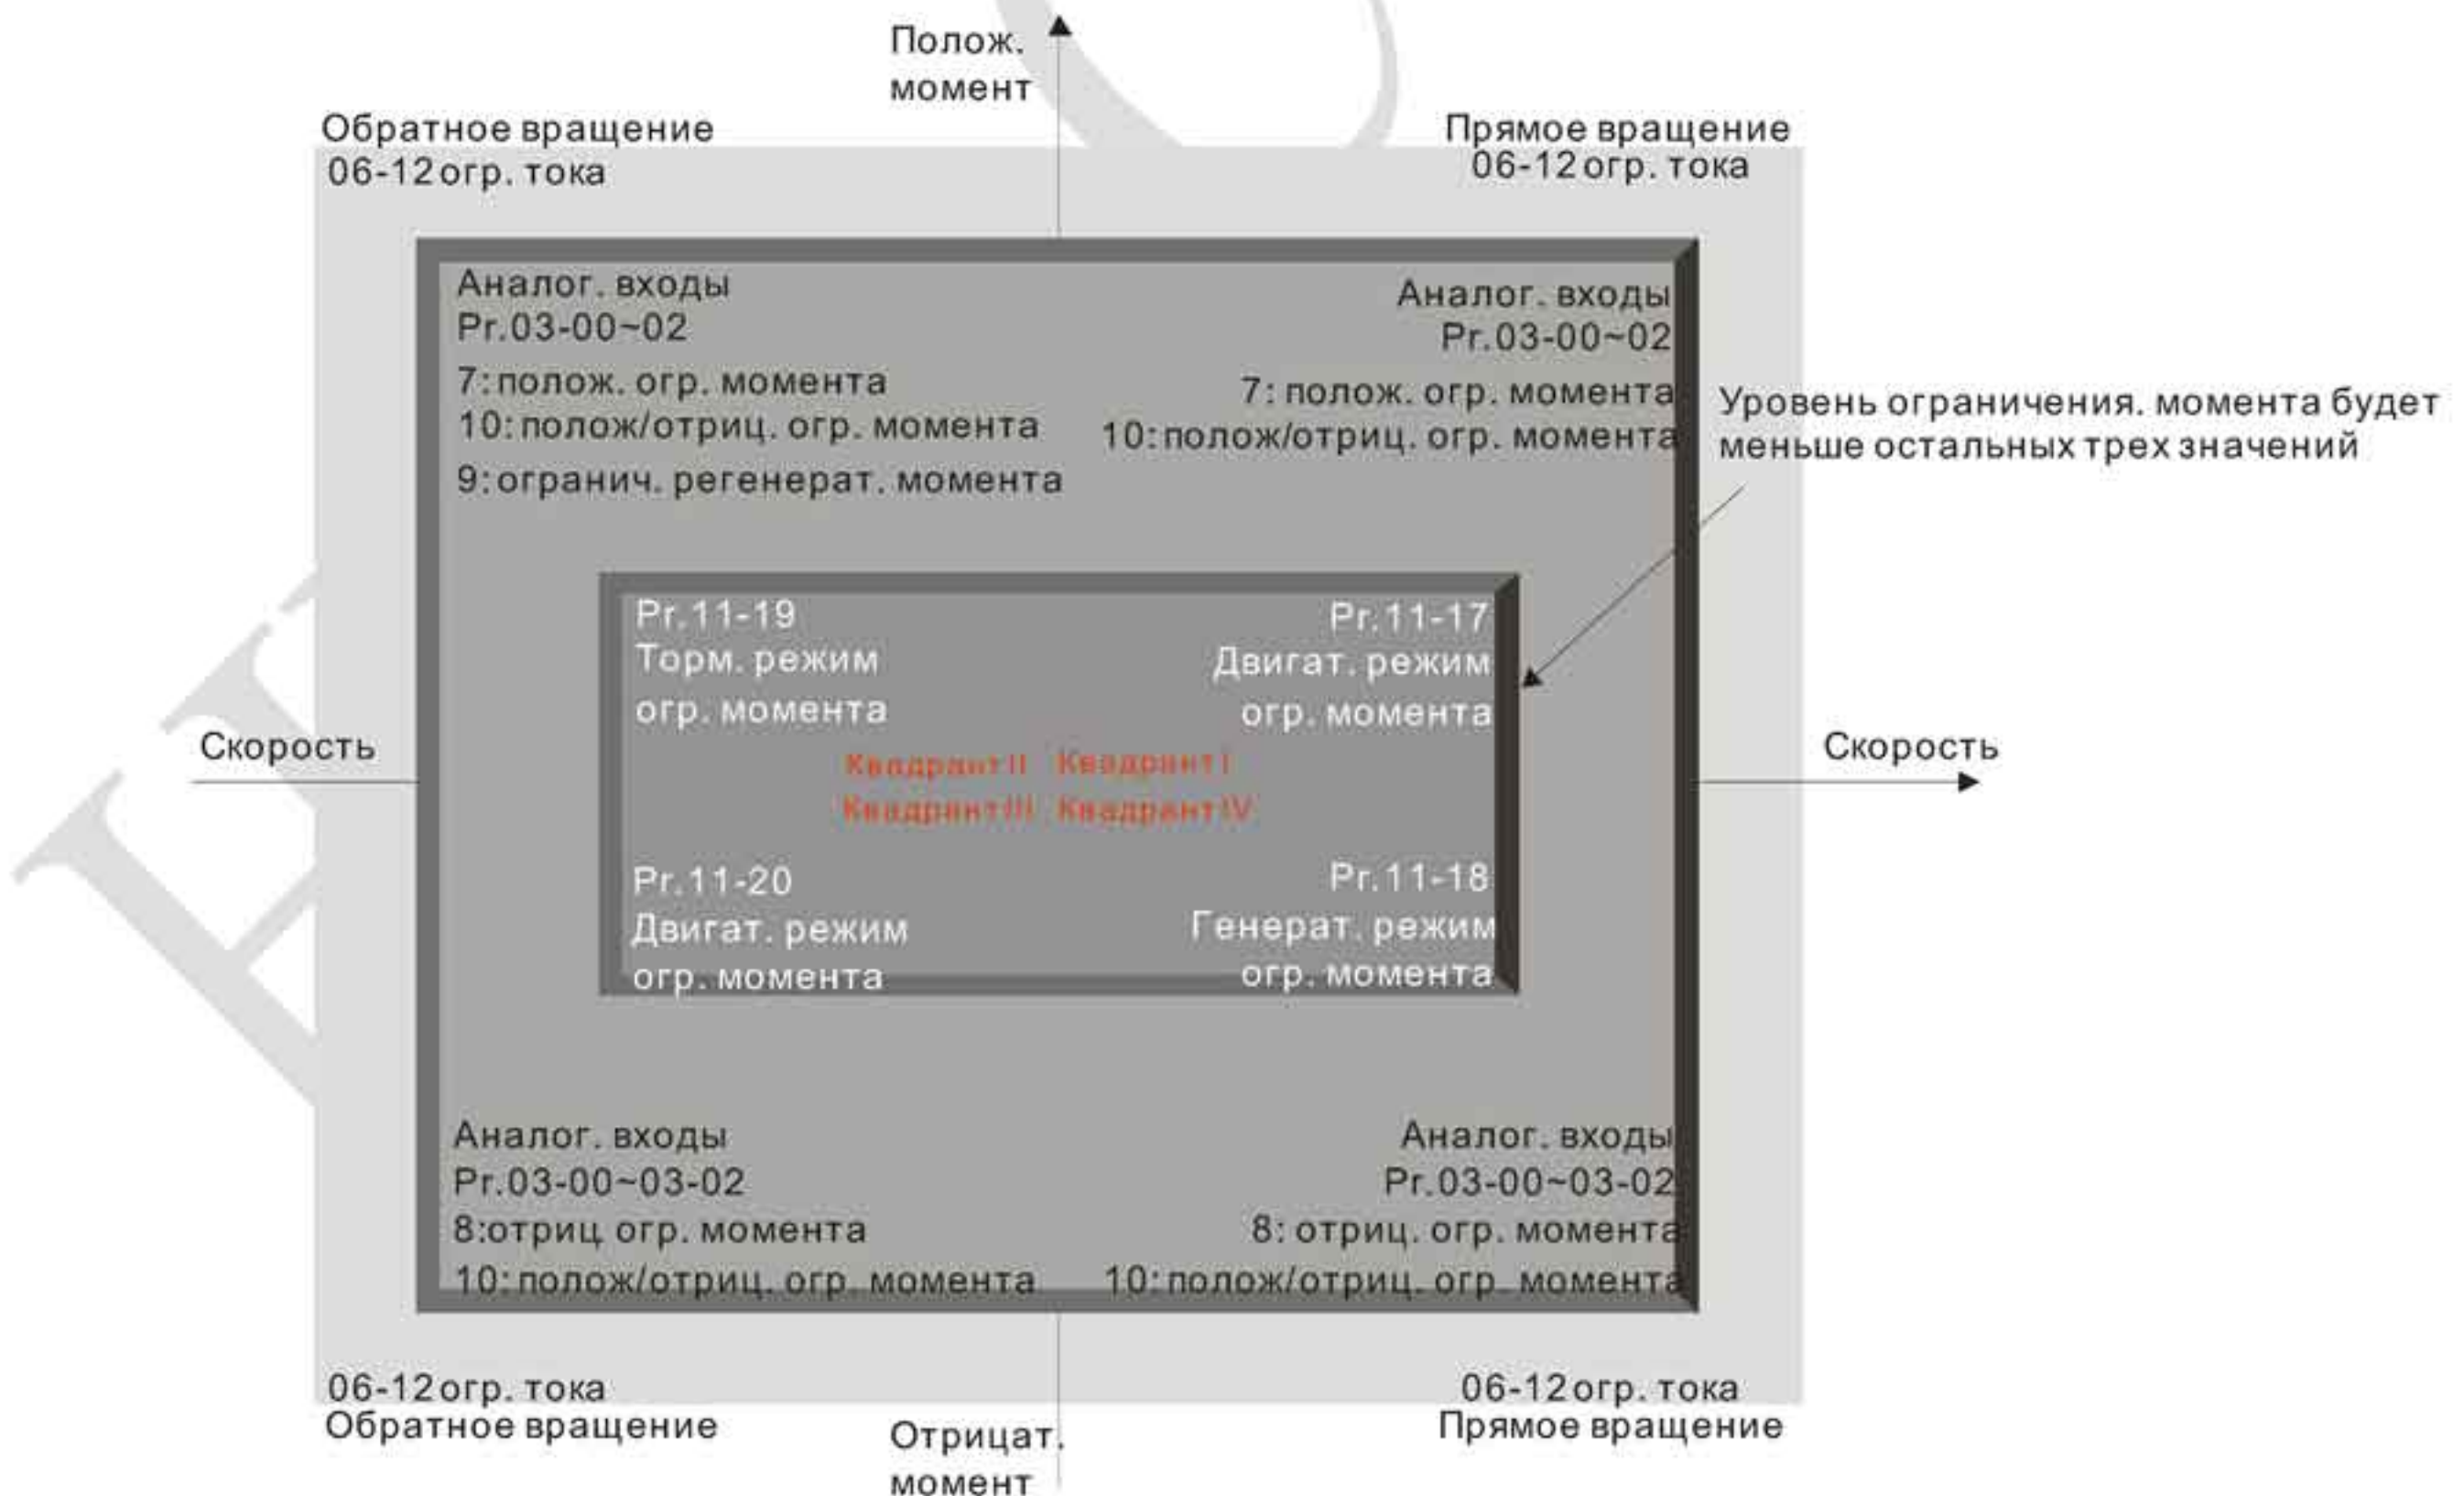 Полож.
момент
Обратное вращение
06-12 огр. тока
Прямое вращение
06-12 огр. тока
Аналог. входы
Pr.03-00~02
7: полож. огр. момента
10: полож/отриц. огр. момента
9: огранич. регенерат. момента
Аналог. входы
Pr.03-00~02
7: полож. огр. момента
10: полож/отриц. огр. момента
Уровень ограничения. момента будет
меньше остальных трех значений
Pr.11-19
Торм. режим
огр. момента
Pr.11-17
Двигат. режим
огр. момента
Скорость
Скорость
Квадрант II Квадрант I
Квадрант III Квадрант IV
Pr.11-20
Двигат. режим
огр. момента
Pr.11-18
Генерат. режим
огр. момента
Аналог. входы
Pr.03-00~03-02
8:отриц огр. момента
10: полож/отриц. огр. момента
Аналог. входы
Pr.03-00~03-02
8: отриц. огр. момента
10: полож/отриц. огр. момента
06-12 огр. тока
Обратное вращение
06-12 огр. тока
Прямое вращение
Отрицат.
момент